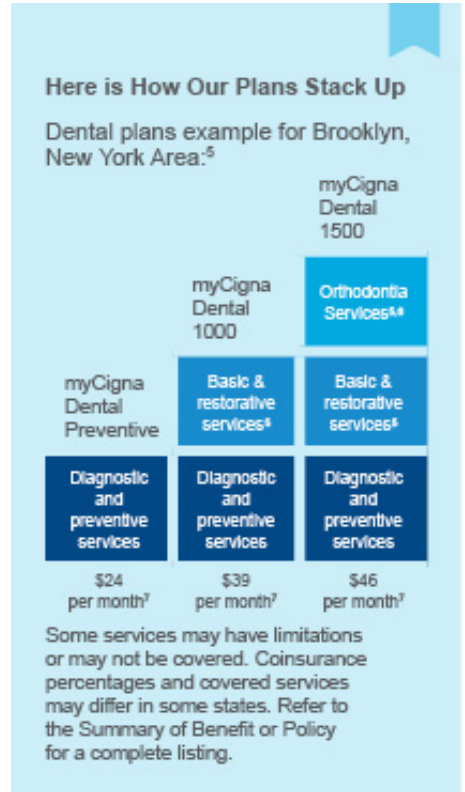 Here is How Our Plans Stack Up
Dental plans example for Brooklyn,
New York Area:⁵
myCigna
Dental
1500
myCigna
Dental
1000
Orthodontia
Services⁵,⁶
myCigna
Dental
Preventive
Basic &
restorative
services⁵
Basic &
restorative
services⁵
Diagnostic
and
preventive
services
Diagnostic
and
preventive
services
Diagnostic
and
preventive
services
$24
per month⁷
$39
per month⁷
$46
per month⁷
Some services may have limitations
or may not be covered. Coinsurance
percentages and covered services
may differ in some states. Refer to
the Summary of Benefit or Policy
for a complete listing.